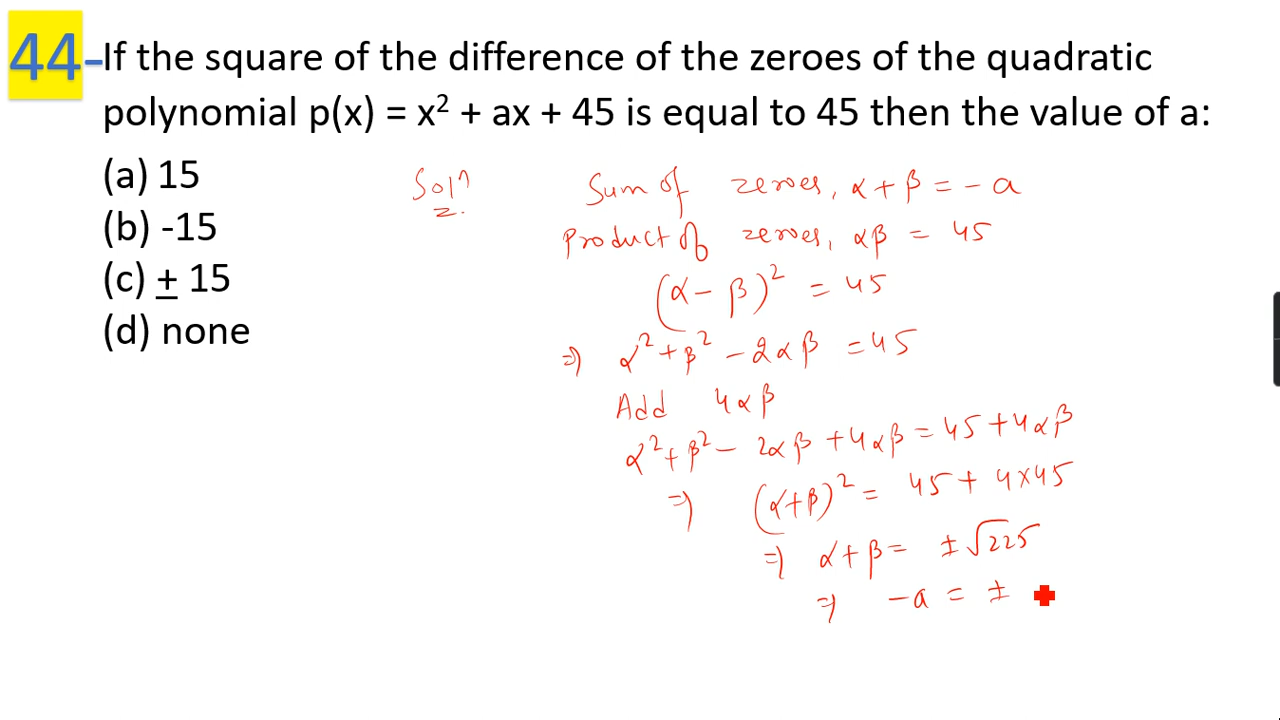 44-If the square of the difference of the zeroes of the quadratic
polynomial p(x) = x² + ax + 45 is equal to 45 then the value of a:
(a) 15
(b) -15
(c) ± 15
(d) none
Solⁿ
Sum of zeroes, α + β = - a
Product of zeroes, αβ = 45
(α - β)² = 45
⇒ α² + β² - 2αβ = 45
Add 4αβ
α² + β² - 2αβ + 4αβ = 45 + 4αβ
⇒ (α+β)² = 45 + 4×45
⇒ α + β = ±√225
⇒ -a = ±